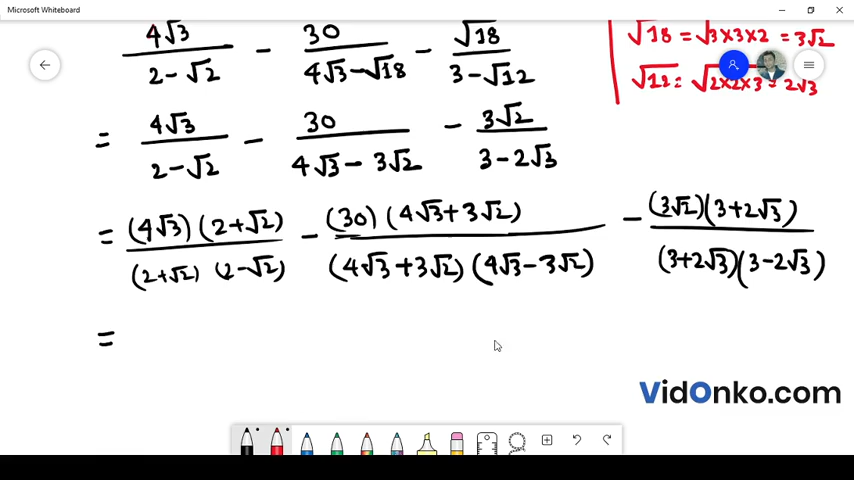 Microsoft Whiteboard
4√3/2-√2 - 30/4√3-√18 - √18/3-√12
√18 = √3×3×2 = 3√2
√12 = √2×2×3 = 2√3
= 4√3/2-√2 - 30/4√3-3√2 - 3√2/3-2√3
= (4√3)(2+√2)/(2+√2)(2-√2) - (30)(4√3+3√2)/(4√3+3√2)(4√3-3√2) - (3√2)(3+2√3)/(3+2√3)(3-2√3)
=
VidOnko.com